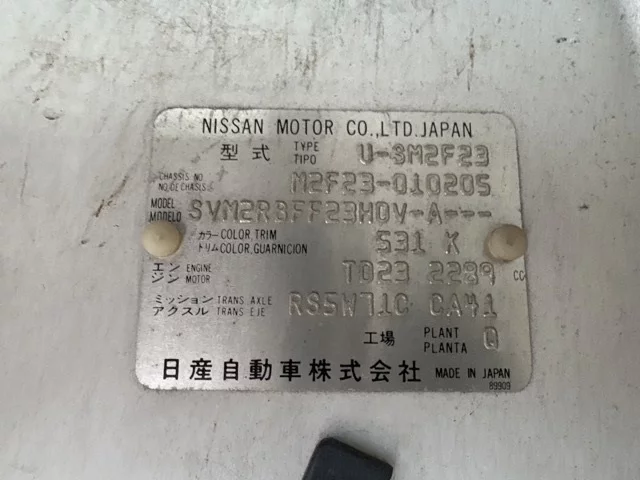 NISSAN MOTOR CO.,LTD.JAPAN
型式 TYPE TIPO U-SM2F23
CHASSIS NO NO.DE CHASIS M2F23-010205
MODEL MODELO SVM2R3FF23HDV-A---
カラー COLOR,TRIM
トリム COLOR,GUARNICION 531 K
エンジン ENGINE MOTOR TD23 2289 CC
ミッション TRANS AXLE
アクスル TRANS EJE RS5W71C CA41
工場 PLANT PLANTA Q
日産自動車株式会社 MADE IN JAPAN
89909